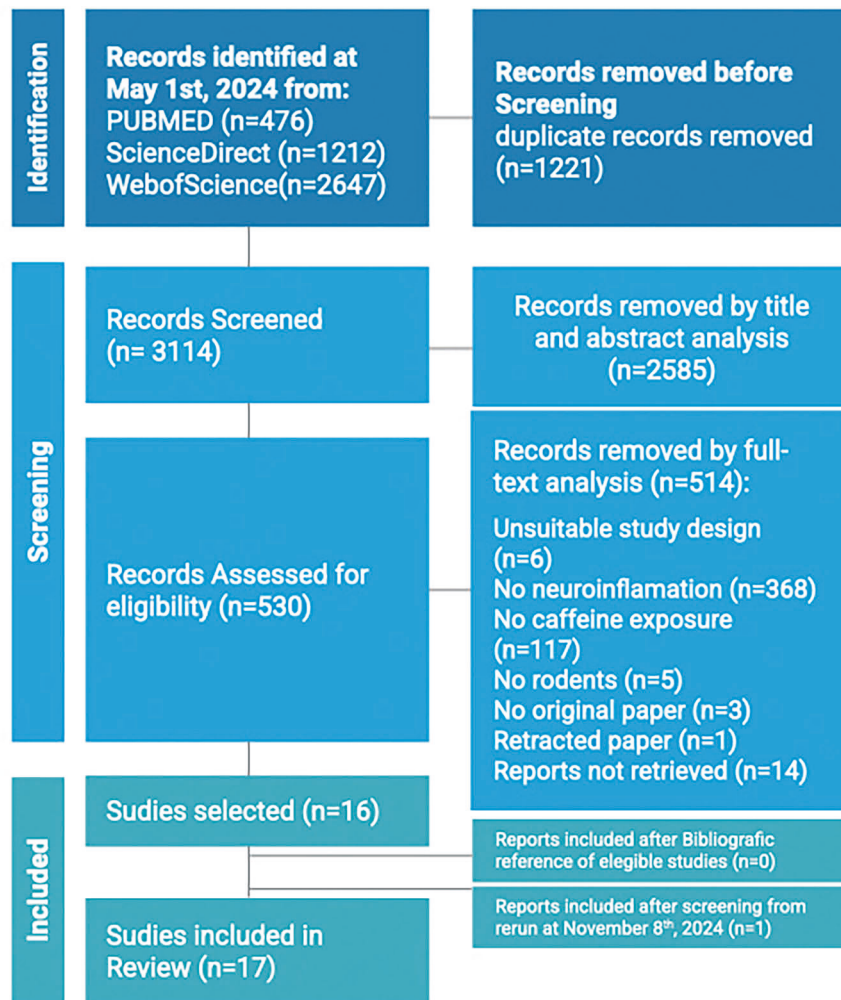 Identification
Records identified at
May 1st, 2024 from:
PUBMED (n=476)
ScienceDirect (n=1212)
WebofScience(n=2647)
Records removed before
Screening
duplicate records removed
(n=1221)
Screening
Records Screened
(n= 3114)
Records removed by title
and abstract analysis
(n=2585)
Records Assessed for
eligibility (n=530)
Records removed by full-
text analysis (n=514):
Unsuitable study design
(n=6)
No neuroinflamation (n=368)
No caffeine exposure
(n=117)
No rodents (n=5)
No original paper (n=3)
Retracted paper (n=1)
Reports not retrieved (n=14)
Included
Sudies selected (n=16)
Reports included after Bibliografic
reference of elegible studies (n=0)
Reports included after screening from
rerun at November 8th, 2024 (n=1)
Sudies included in
Review (n=17)